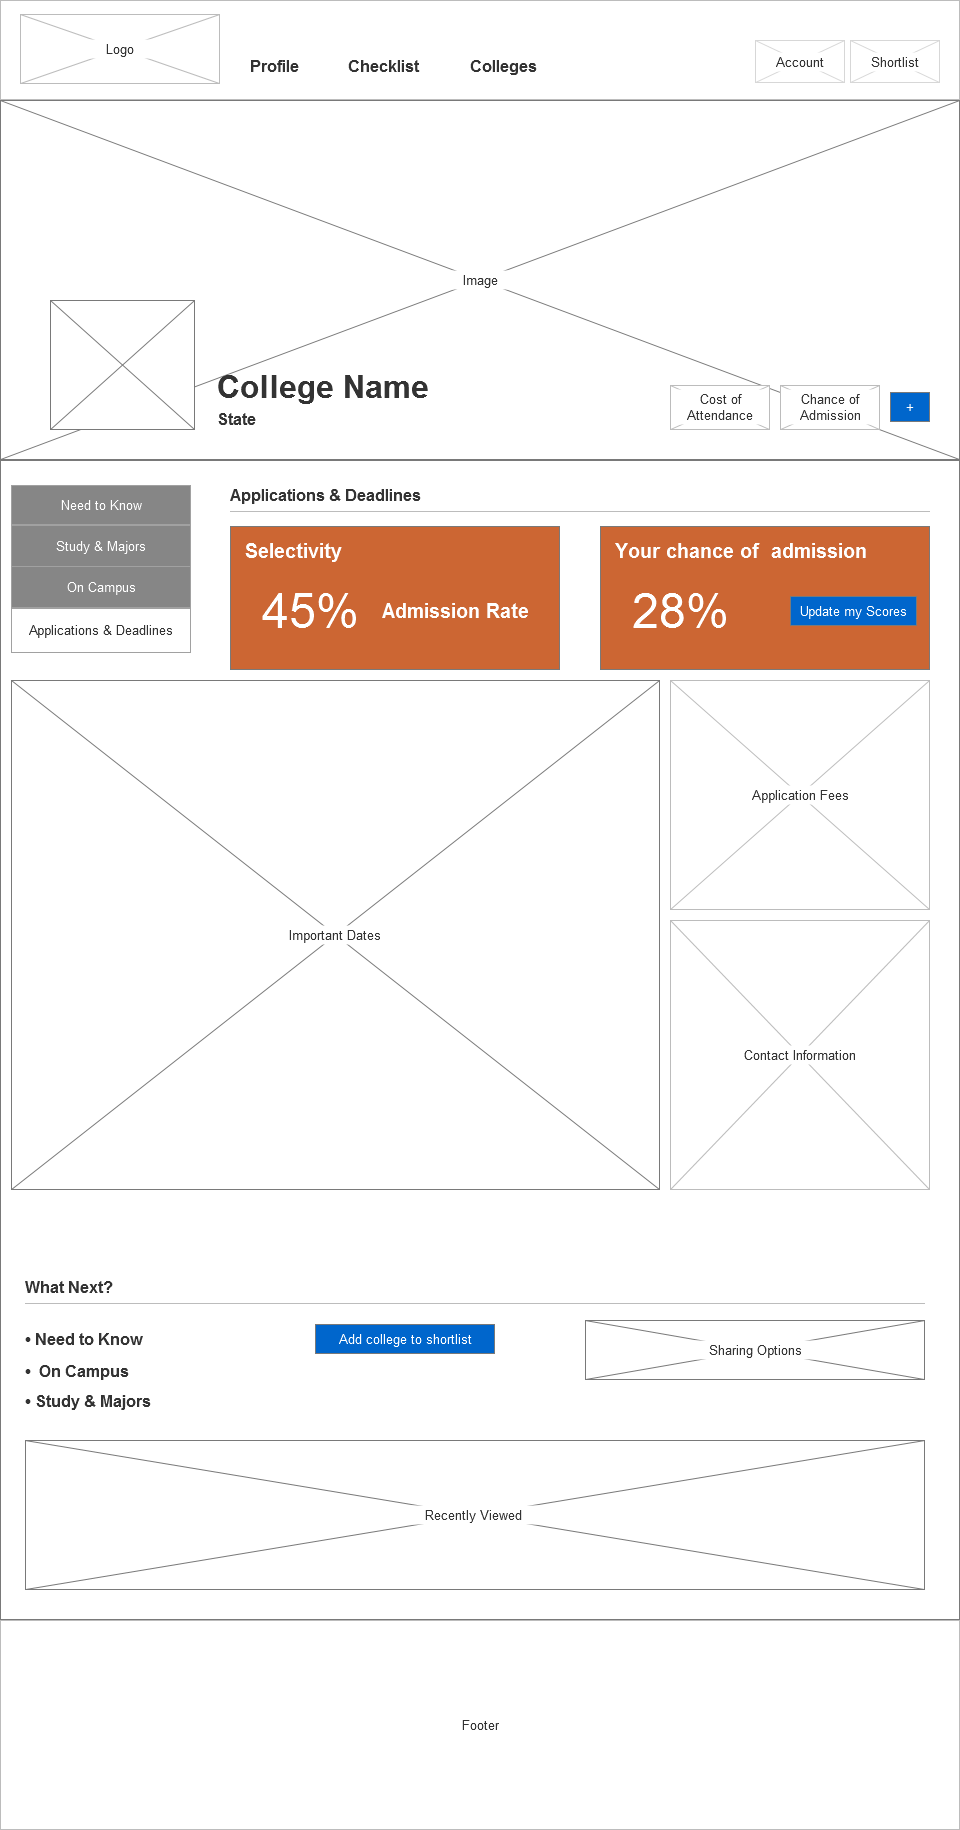 Logo
Profile
Checklist
Colleges
Account
Shortlist
Image
College Name
State
Cost of
Attendance
Chance of
Admission
+
Need to Know
Study & Majors
On Campus
Applications & Deadlines
Applications & Deadlines
Selectivity
45%
Admission Rate
Your chance of  admission
28%
Update my Scores
Important Dates
Application Fees
Contact Information
What Next?
• Need to Know
•  On Campus
• Study & Majors
Add college to shortlist
Sharing Options
Recently Viewed
Footer